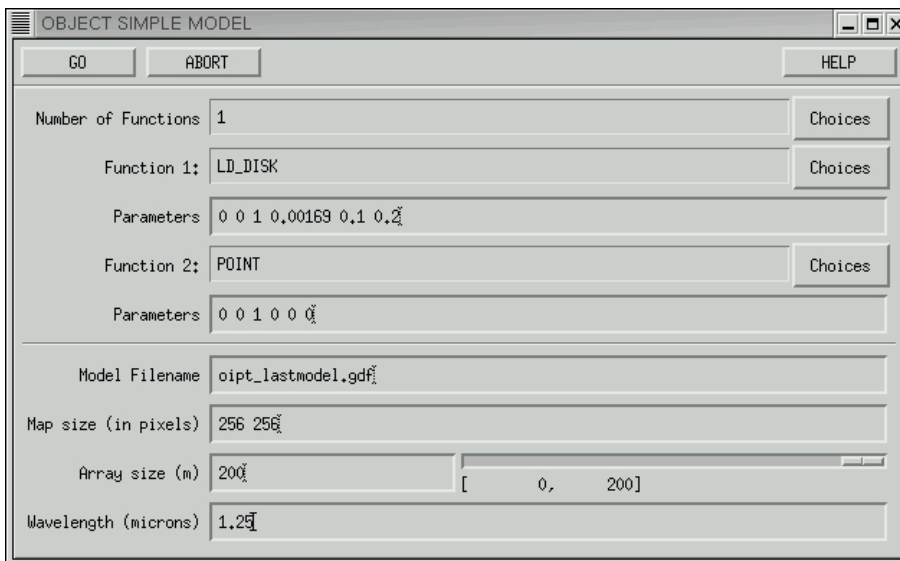 OBJECT SIMPLE MODEL
GO ABORT HELP
Number of Functions 1 Choices
Function 1: LD_DISK Choices
Parameters 0 0 1 0.00169 0.1 0.2
Function 2: POINT Choices
Parameters 0 0 1 0 0 0
Model Filename oipt_lastmodel.gdf
Map size (in pixels) 256 256
Array size (m) 200 [ 0, 200]
Wavelength (microns) 1.25